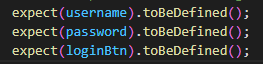 expect(username).toBeDefined();
expect(password).toBeDefined();
expect(loginBtn).toBeDefined();